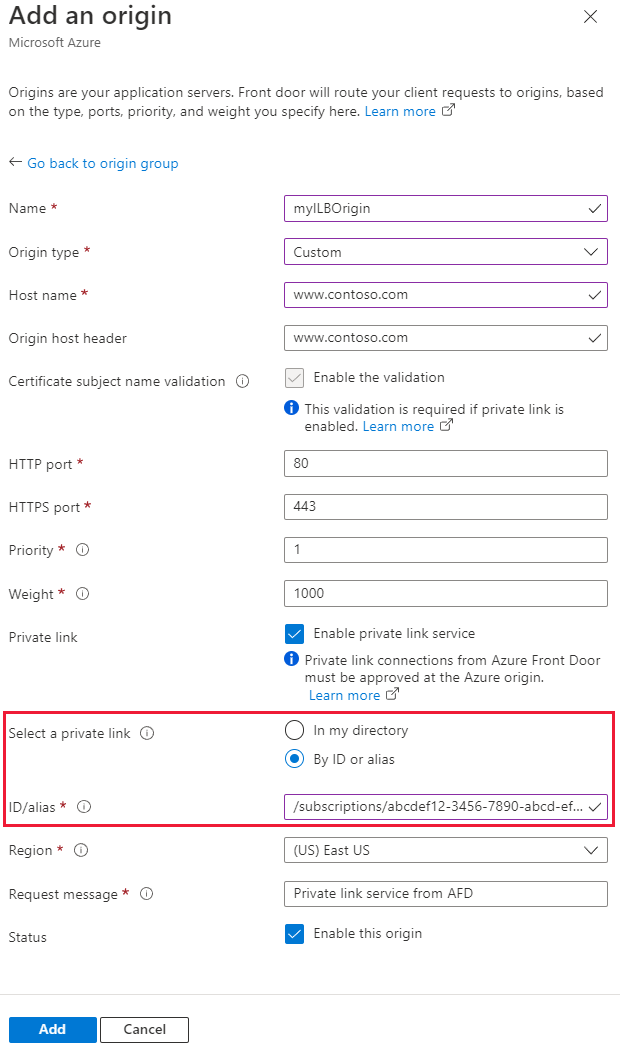 Add an origin
Microsoft Azure
Origins are your application servers. Front door will route your client requests to origins, based
on the type, ports, priority, and weight you specify here. Learn more
Go back to origin group
Name *
myILBOrigin
Origin type *
Custom
Host name *
www.contoso.com
Origin host header
www.contoso.com
Certificate subject name validation
Enable the validation
This validation is required if private link is
enabled. Learn more
HTTP port *
80
HTTPS port *
443
Priority *
1
Weight *
1000
Private link
Enable private link service
Private link connections from Azure Front Door
must be approved at the Azure origin.
Learn more
Select a private link
In my directory
By ID or alias
ID/alias *
/subscriptions/abcdef12-3456-7890-abcd-ef...
Region *
(US) East US
Request message *
Private link service from AFD
Status
Enable this origin
Add
Cancel